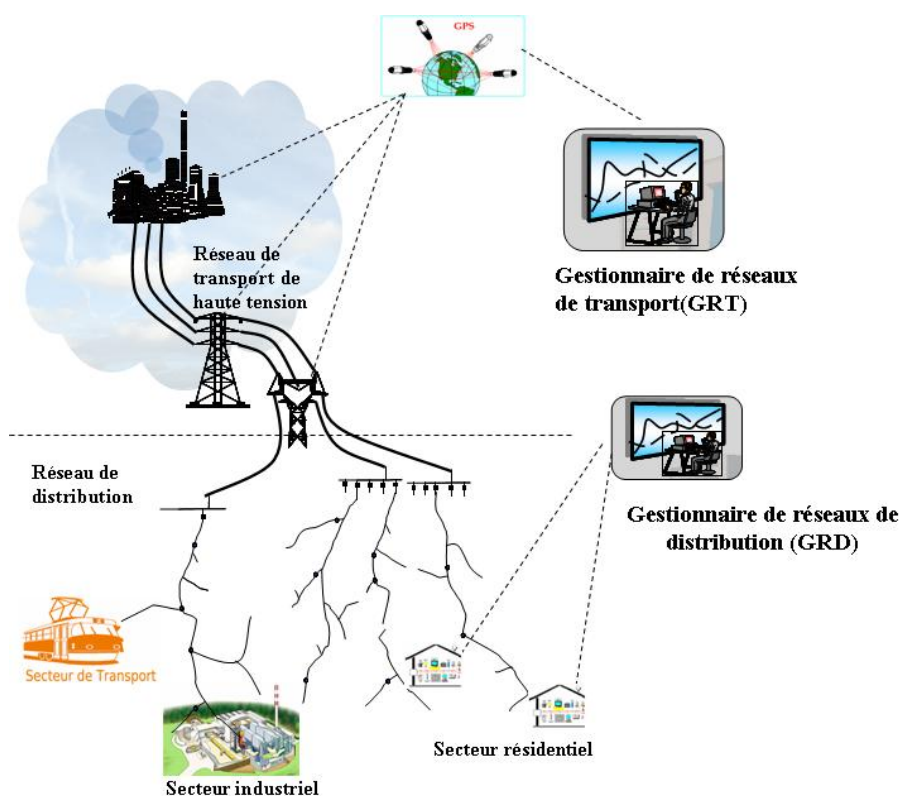 GPS
Réseau de
transport de
haute tension
Gestionnaire de réseaux
de transport(GRT)
Réseau de
distribution
Gestionnaire de réseaux de
distribution (GRD)
Secteur de Transport
Secteur résidentiel
Secteur industriel